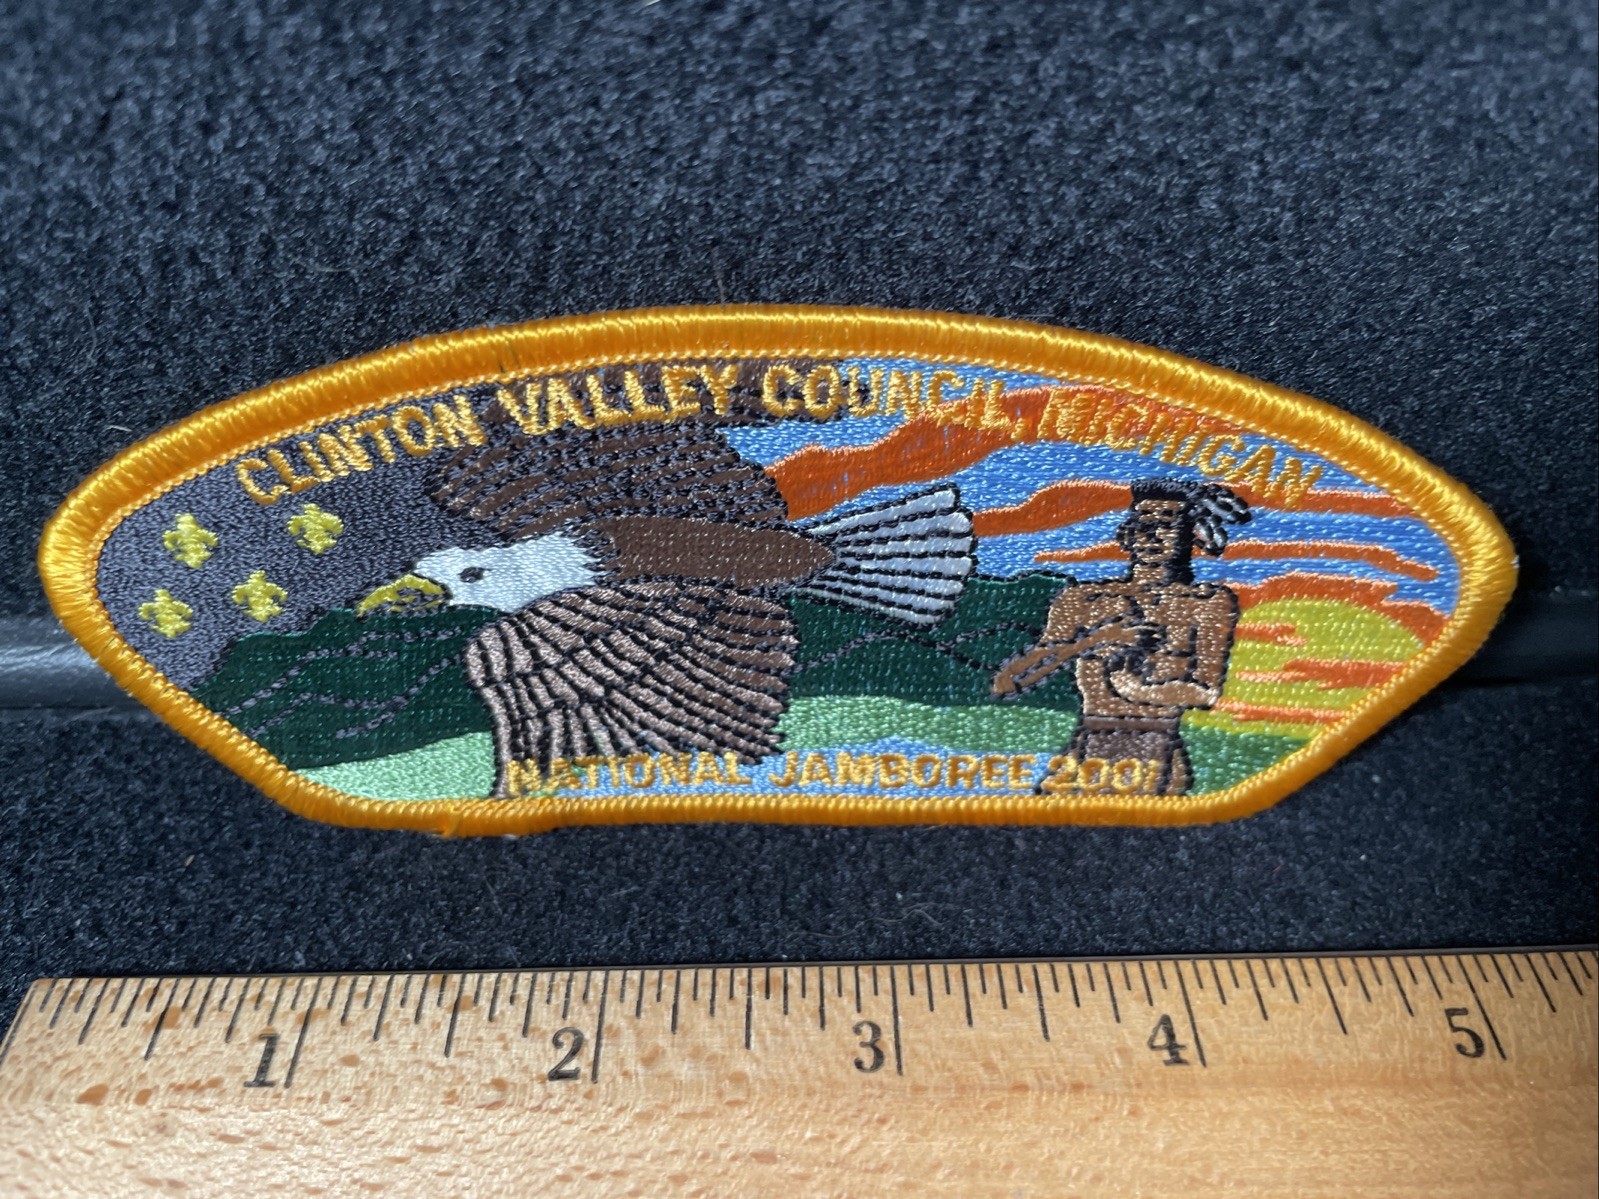 CLINTON VALLEY COUNCIL, MICHIGAN
NATIONAL JAMBOREE 2001
1 2 3 4 5